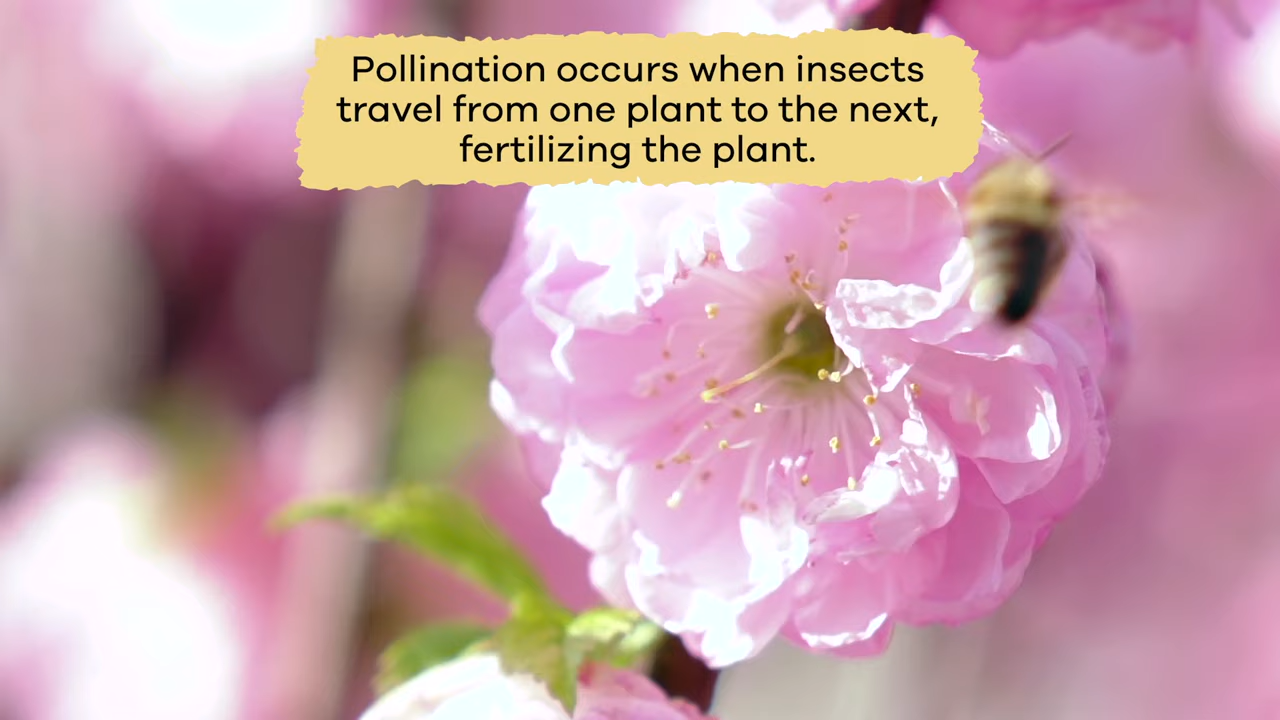 Pollination occurs when insects
travel from one plant to the next,
fertilizing the plant.